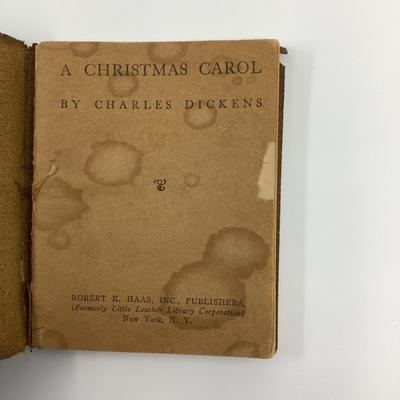 A CHRISTMAS CAROL
BY CHARLES DICKENS
ROBERT K. HAAS, INC., PUBLISHERS,
(Formerly Little Leather Library Corporation)
New York, N. Y.